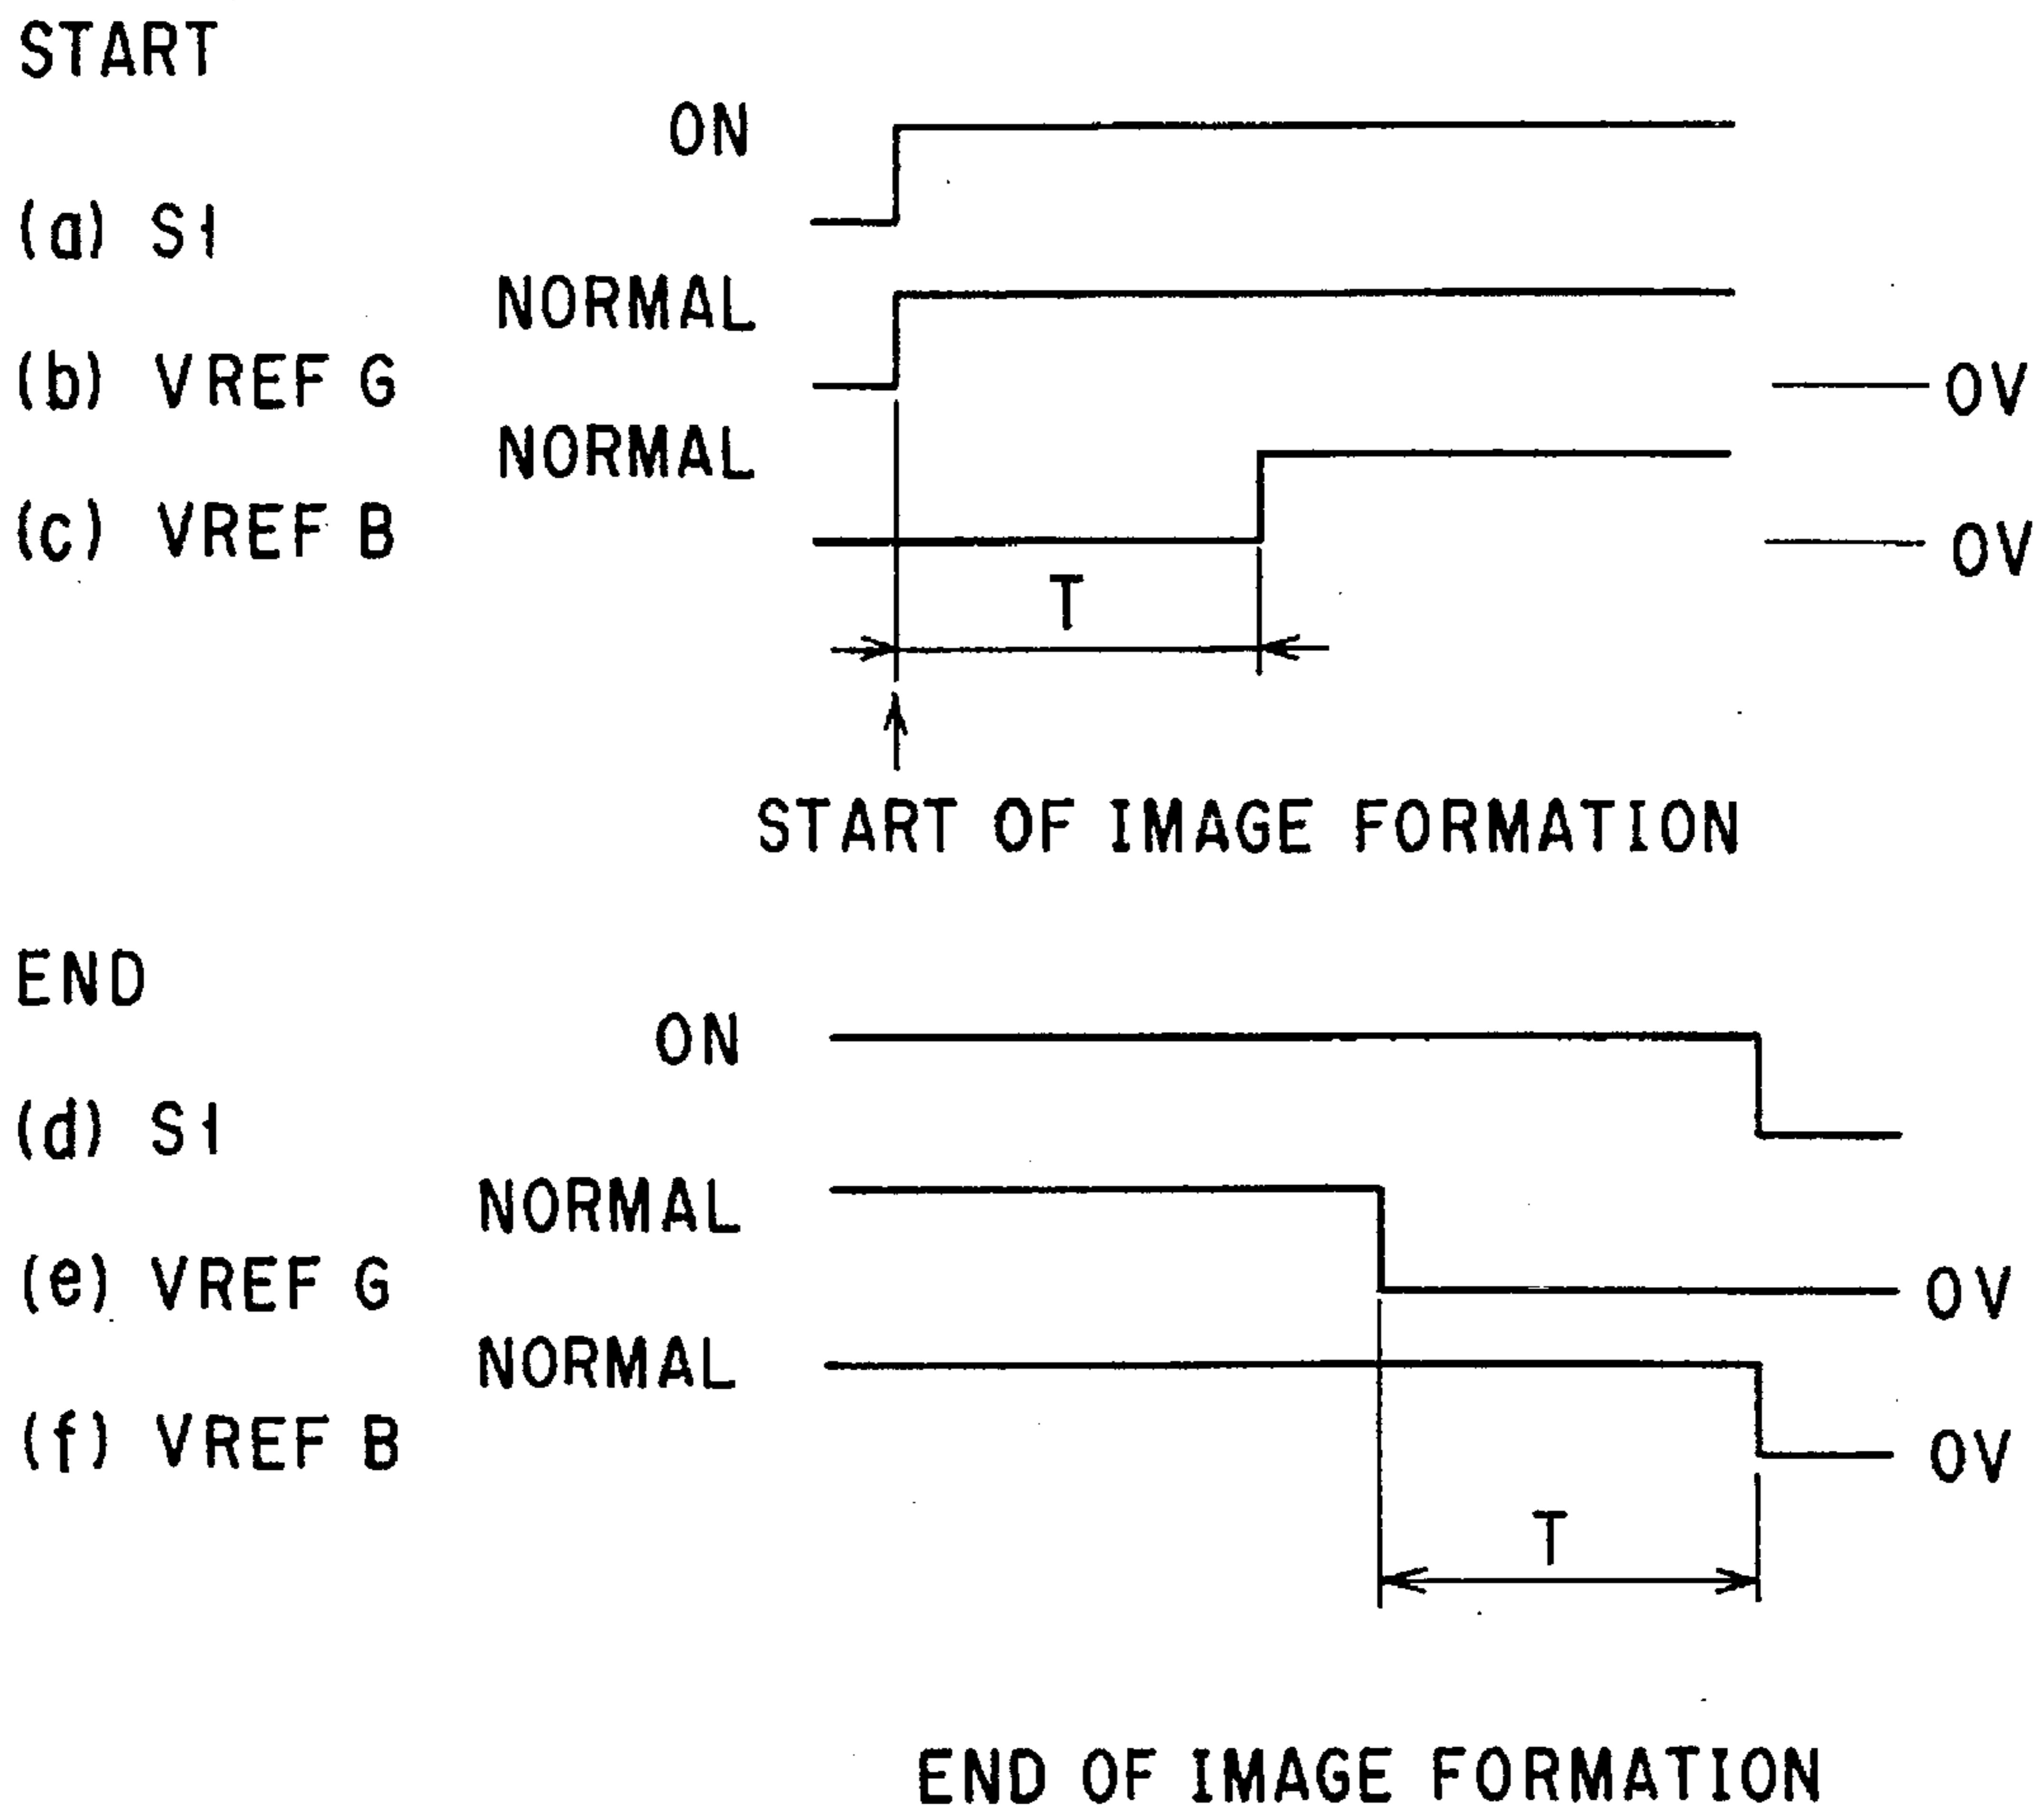 START
ON
(a) S1
NORMAL
(b) VREF G
0V
NORMAL
(c) VREF B
0V
T
START OF IMAGE FORMATION
END
ON
(d) S1
NORMAL
(e) VREF G
0V
NORMAL
(f) VREF B
0V
T
END OF IMAGE FORMATION